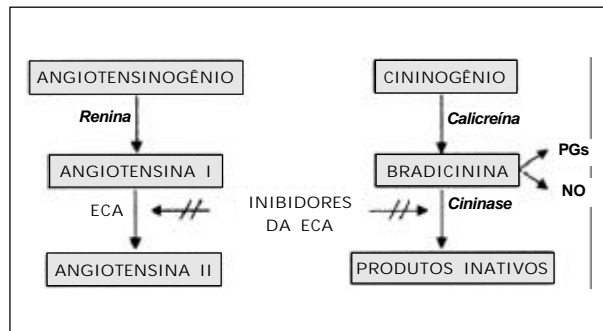 ANGIOTENSINOGÊNIO
Renina
ANGIOTENSINA I
ECA
ANGIOTENSINA II
INIBIDORES
DA ECA
CININOGÊNIO
Calicreína
BRADICININA
PGs
NO
Cininase
PRODUTOS INATIVOS